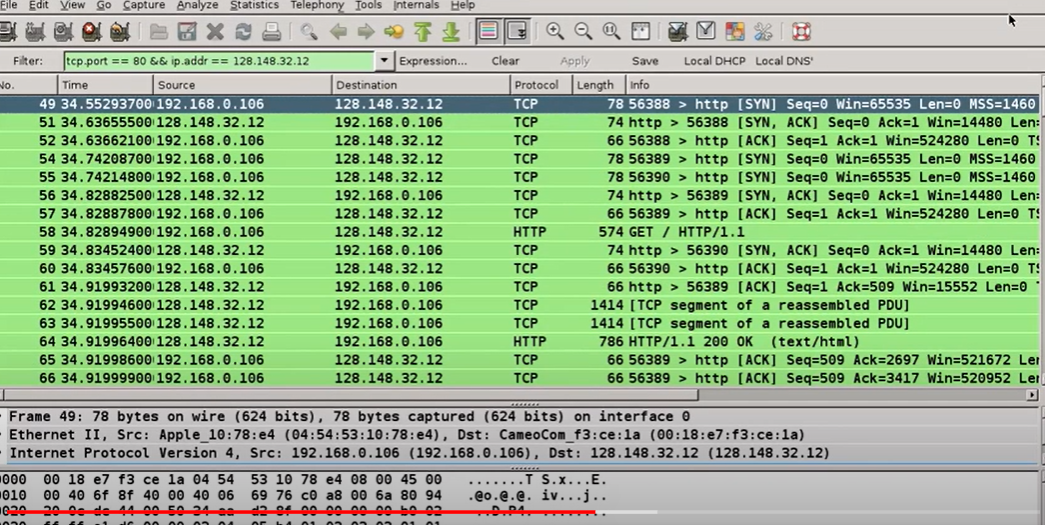 File Edit View Go Capture Analyze Statistics Telephony Tools Internals Help
Filter: tcp.port == 80 && ip.addr == 128.148.32.12 Expression... Clear Apply Save Local DHCP Local DNS'
No. Time Source Destination Protocol Length Info
49 34.55293700 192.168.0.106 128.148.32.12 TCP 78 56388 > http [SYN] Seq=0 Win=65535 Len=0 MSS=1460
51 34.63655500 128.148.32.12 192.168.0.106 TCP 74 http > 56388 [SYN, ACK] Seq=0 Ack=1 Win=14480 Len=
52 34.63662100 192.168.0.106 128.148.32.12 TCP 66 56388 > http [ACK] Seq=1 Ack=1 Win=524280 Len=0 TS
54 34.74208700 192.168.0.106 128.148.32.12 TCP 78 56389 > http [SYN] Seq=0 Win=65535 Len=0 MSS=1460
55 34.74214800 192.168.0.106 128.148.32.12 TCP 78 56390 > http [SYN] Seq=0 Win=65535 Len=0 MSS=1460
56 34.82882500 128.148.32.12 192.168.0.106 TCP 74 http > 56389 [SYN, ACK] Seq=0 Ack=1 Win=14480 Len=
57 34.82887800 192.168.0.106 128.148.32.12 TCP 66 56389 > http [ACK] Seq=1 Ack=1 Win=524280 Len=0 TS
58 34.82894900 192.168.0.106 128.148.32.12 HTTP 574 GET / HTTP/1.1
59 34.83452400 128.148.32.12 192.168.0.106 TCP 74 http > 56390 [SYN, ACK] Seq=0 Ack=1 Win=14480 Len=
60 34.83457600 192.168.0.106 128.148.32.12 TCP 66 56390 > http [ACK] Seq=1 Ack=1 Win=524280 Len=0 TS
61 34.91993200 128.148.32.12 192.168.0.106 TCP 66 http > 56389 [ACK] Seq=1 Ack=509 Win=15552 Len=0
62 34.91994600 128.148.32.12 192.168.0.106 TCP 1414 [TCP segment of a reassembled PDU]
63 34.91995500 128.148.32.12 192.168.0.106 TCP 1414 [TCP segment of a reassembled PDU]
64 34.91996400 128.148.32.12 192.168.0.106 HTTP 786 HTTP/1.1 200 OK (text/html)
65 34.91998600 192.168.0.106 128.148.32.12 TCP 66 56389 > http [ACK] Seq=509 Ack=2697 Win=521672 Le
66 34.91999900 192.168.0.106 128.148.32.12 TCP 66 56389 > http [ACK] Seq=509 Ack=3417 Win=520952 Le
Frame 49: 78 bytes on wire (624 bits), 78 bytes captured (624 bits) on interface 0
Ethernet II, Src: Apple_10:78:e4 (04:54:53:10:78:e4), Dst: CameoCom_f3:ce:1a (00:18:e7:f3:ce:1a)
Internet Protocol Version 4, Src: 192.168.0.106 (192.168.0.106), Dst: 128.148.32.12 (128.148.32.12)
0000 00 18 e7 f3 ce 1a 04 54 53 10 78 e4 08 00 45 00 .......T S.x...E.
0010 00 40 6f 8f 40 00 40 06 69 76 c0 a8 00 6a 80 94 .@o.@.@. iv...j..